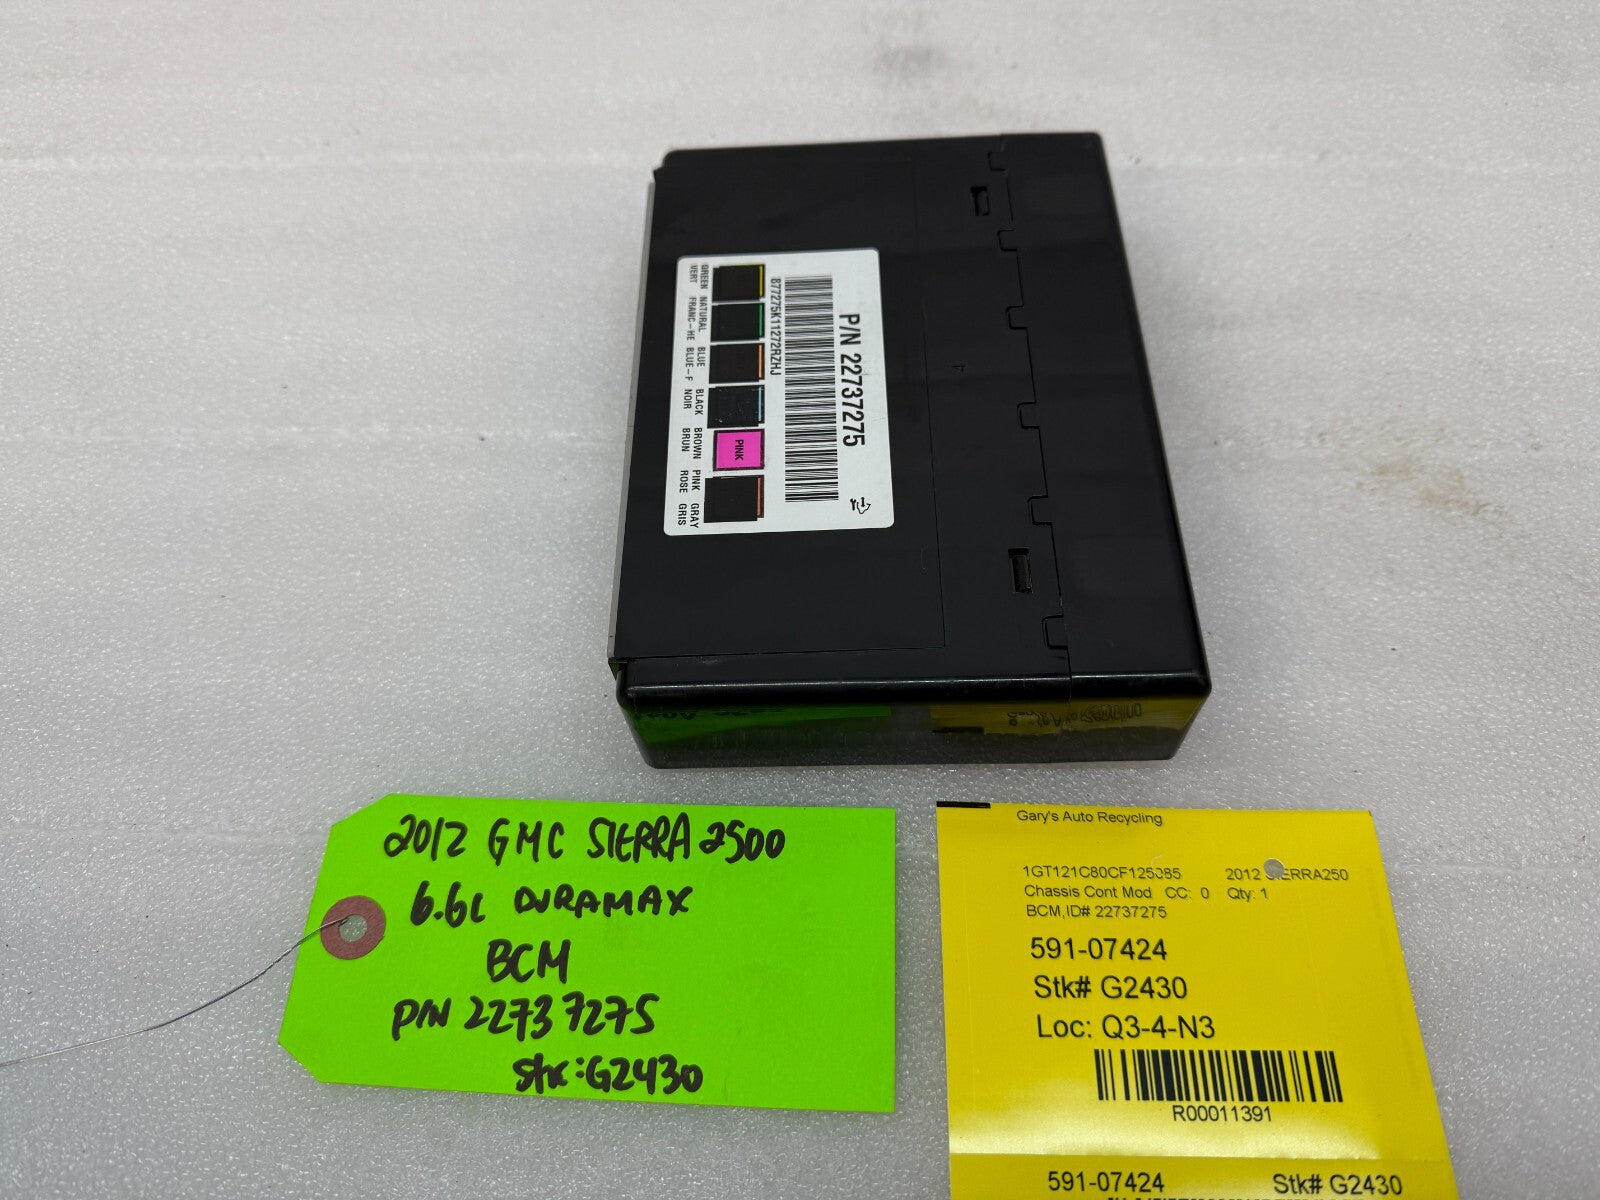 P/N 22737275
877275K11272RZHJ
PINK
GREEN NATURAL BLUE BLACK BROWN PINK GRAY
VERT FRANC-HE BLUE-F NOIR BRUN ROSE GRIS
4
2012 GMC SIERRA 2500
6.6L DURAMAX
BCM
P/N 22737275
Stk: G2430
Gary's Auto Recycling
2012 SIERRA250
Chassis Cont Mod CC: 0 Qty: 1
BCM,ID# 22737275
591-07424
Stk# G2430
Loc: Q3-4-N3
R00011391
591-07424 Stk# G2430